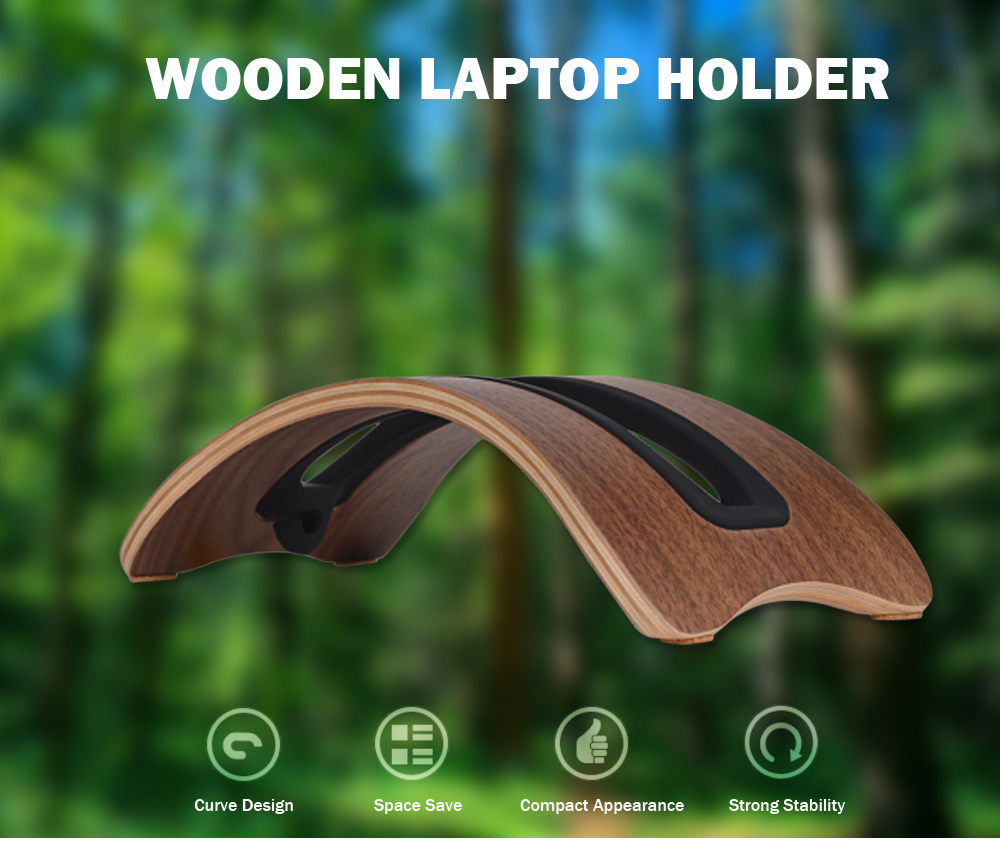 WOODEN LAPTOP HOLDER
Curve Design
Space Save
Compact Appearance
Strong Stability